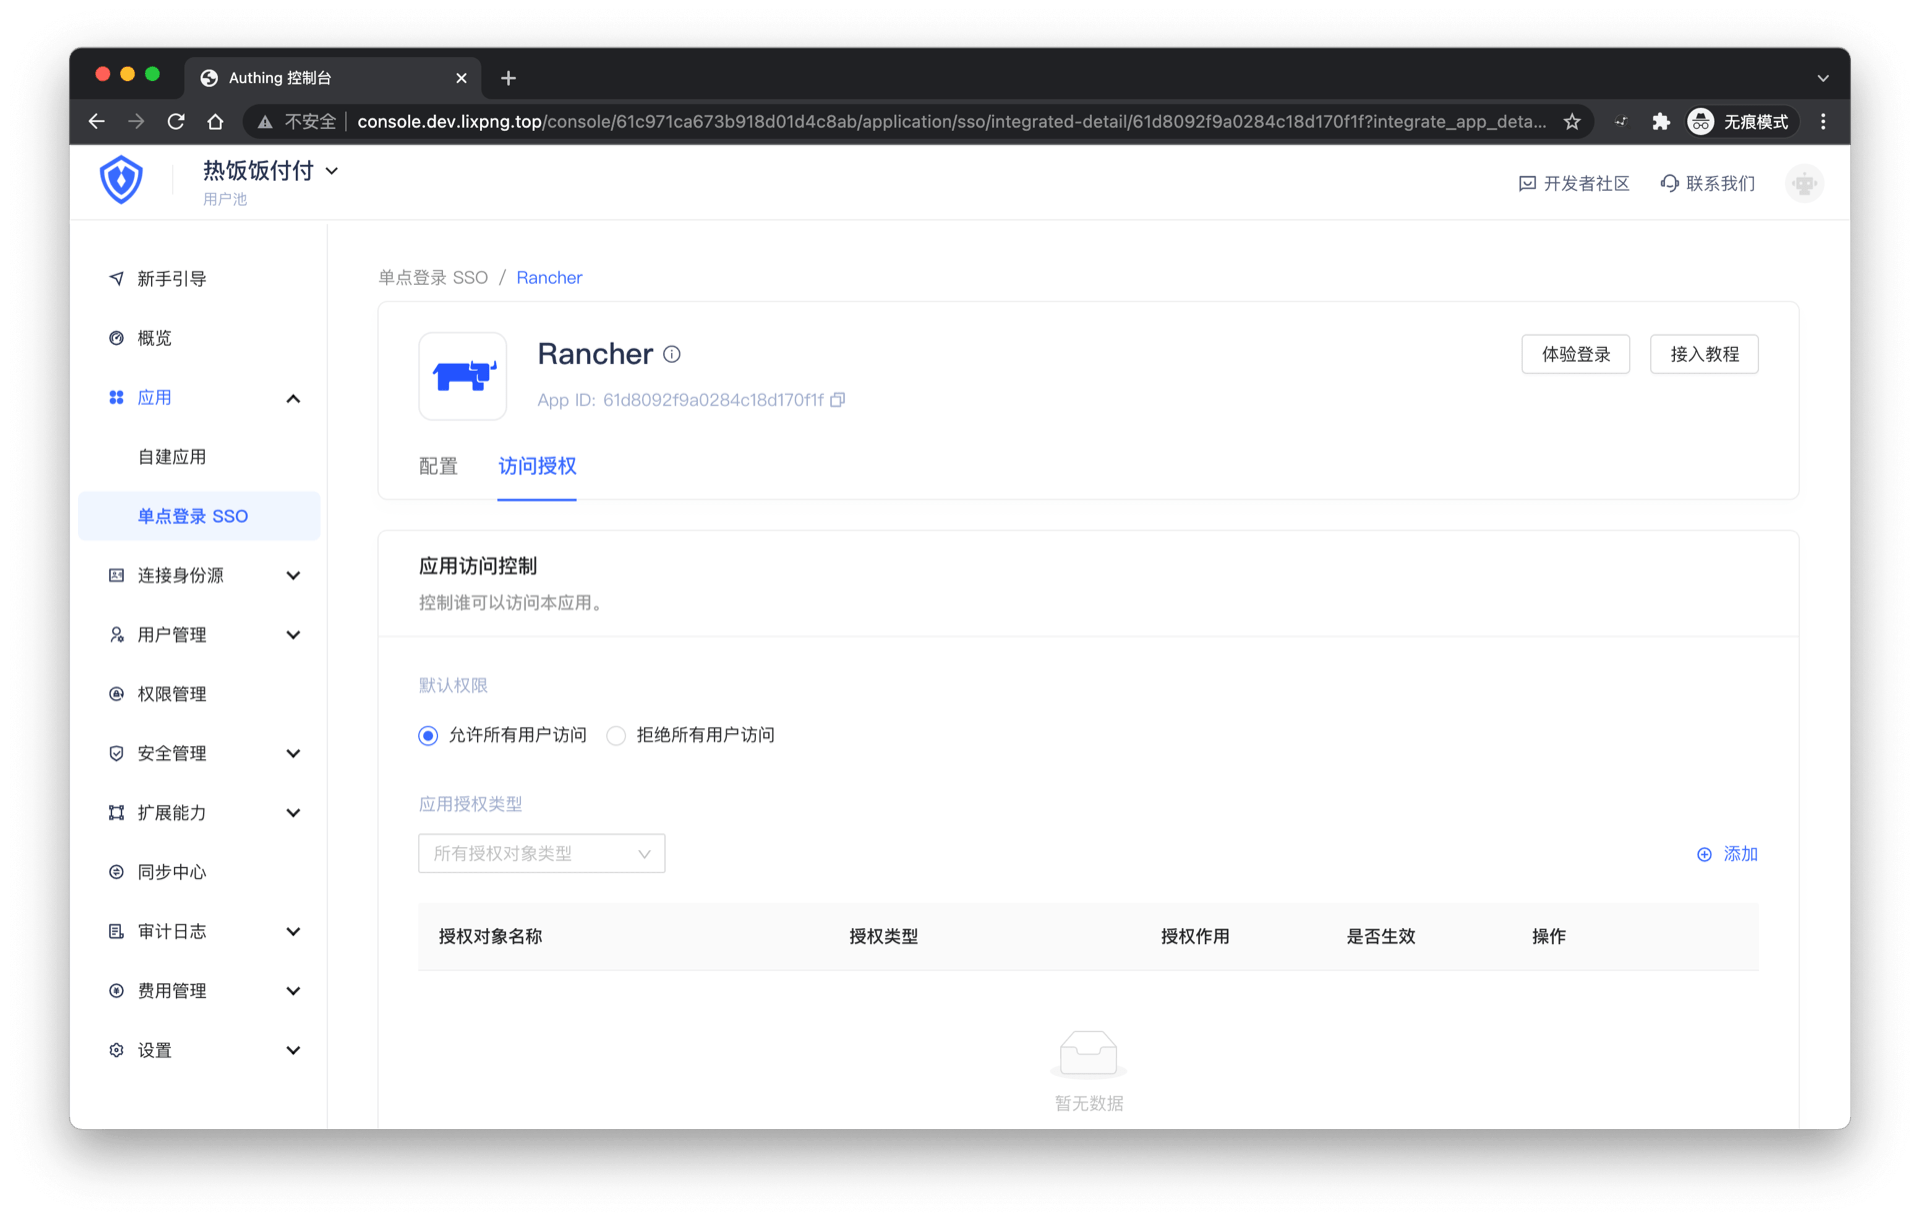 Authing 控制台
不安全
console.dev.lixpng.top/console/61c971ca673b918d01d4c8ab/application/sso/integrated-detail/61d8092f9a0284c18d170f1f?integrate_app_deta...
无痕模式
热饭饭付付
用户池
开发者社区
联系我们
新手引导
概览
应用
自建应用
单点登录 SSO
连接身份源
用户管理
权限管理
安全管理
扩展能力
同步中心
审计日志
费用管理
设置
单点登录 SSO / Rancher
Rancher
体验登录
接入教程
App ID: 61d8092f9a0284c18d170f1f
配置
访问授权
应用访问控制
控制谁可以访问本应用。
默认权限
允许所有用户访问
拒绝所有用户访问
应用授权类型
所有授权对象类型
添加
授权对象名称 授权类型 授权作用 是否生效 操作
暂无数据